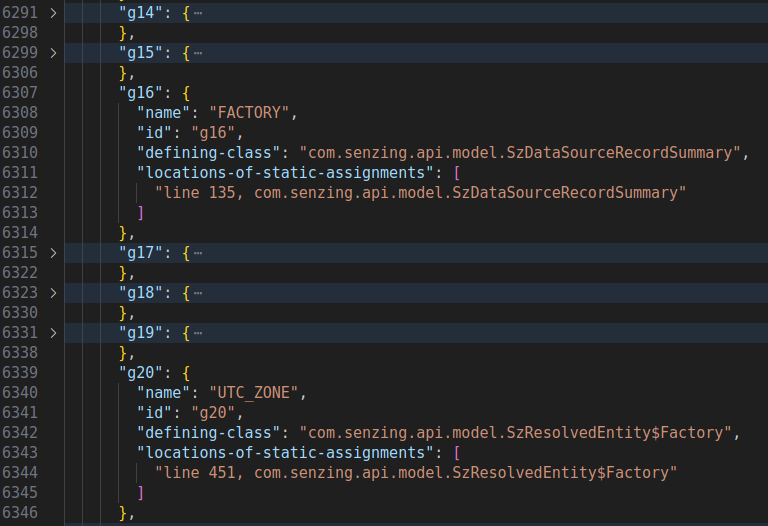 6291 > "g14": { ⋯
6298 },
6299 > "g15": { ⋯
6306 },
6307 "g16": {
6308 "name": "FACTORY",
6309 "id": "g16",
6310 "defining-class": "com.senzing.api.model.SzDataSourceRecordSummary",
6311 "locations-of-static-assignments": [
6312 "line 135, com.senzing.api.model.SzDataSourceRecordSummary"
6313 ]
6314 },
6315 > "g17": { ⋯
6322 },
6323 > "g18": { ⋯
6330 },
6331 > "g19": { ⋯
6338 },
6339 "g20": {
6340 "name": "UTC_ZONE",
6341 "id": "g20",
6342 "defining-class": "com.senzing.api.model.SzResolvedEntity$Factory",
6343 "locations-of-static-assignments": [
6344 "line 451, com.senzing.api.model.SzResolvedEntity$Factory"
6345 ]
6346 },